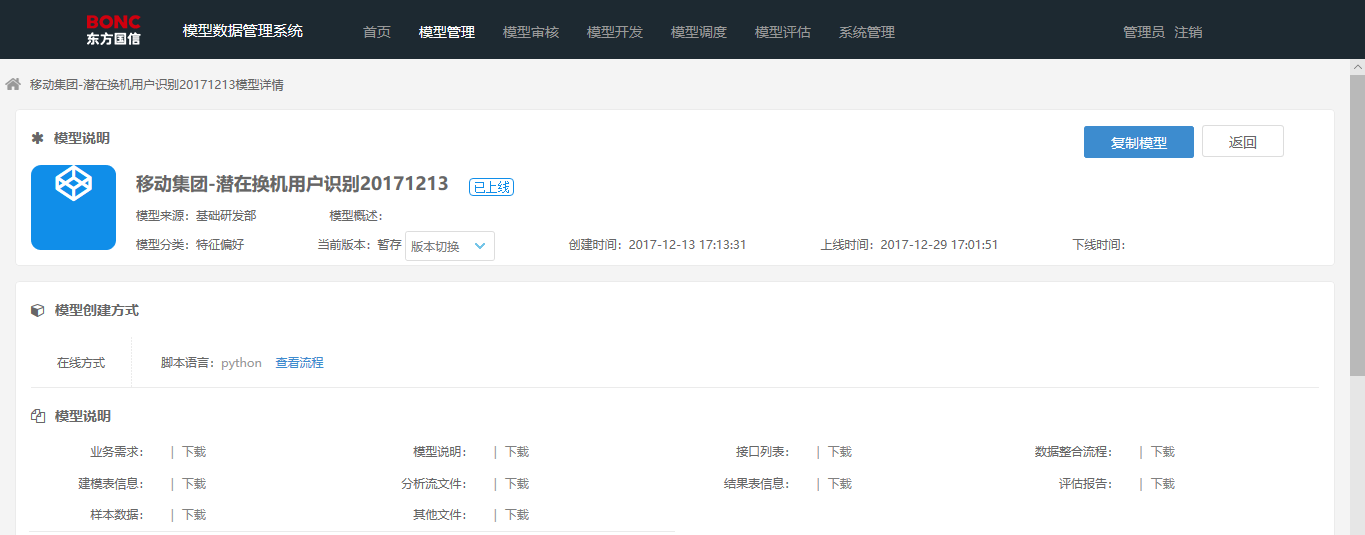 BONC
东方国信
模型数据管理系统 首页 模型管理 模型审核 模型开发 模型调度 模型评估 系统管理 管理员 注销
移动集团-潜在换机用户识别20171213模型详情
模型说明 复制模型 返回
移动集团-潜在换机用户识别20171213 已上线
模型来源：基础研发部 模型概述：
模型分类：特征偏好 当前版本：暂存 版本切换 创建时间：2017-12-13 17:13:31 上线时间：2017-12-29 17:01:51 下线时间：
模型创建方式
在线方式 脚本语言：python 查看流程
模型说明
业务需求： | 下载 模型说明： | 下载 接口列表： | 下载 数据整合流程： | 下载
建模表信息： | 下载 分析流文件： | 下载 结果表信息： | 下载 评估报告： | 下载
样本数据： | 下载 其他文件： | 下载